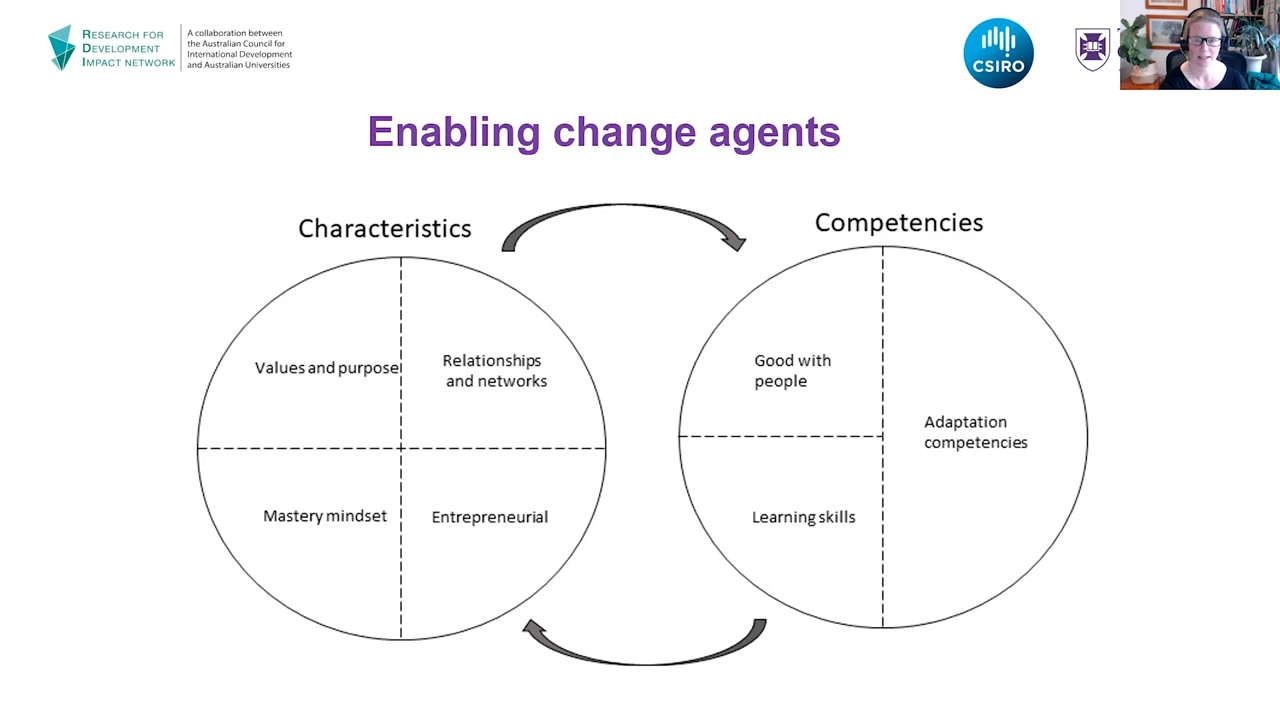 RESEARCH FOR
DEVELOPMENT
IMPACT NETWORK
A collaboration between
the Australian Council for
International Development
and Australian Universities
CSIRO
Enabling change agents
Characteristics
Competencies
Values and purpose
Relationships
and networks
Mastery mindset
Entrepreneurial
Good with
people
Learning skills
Adaptation
competencies